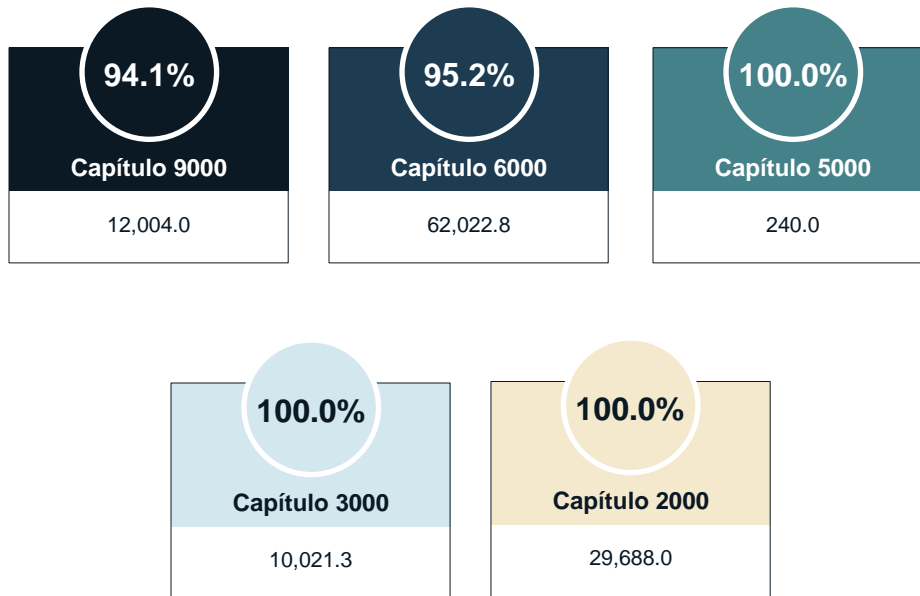 94.1%
Capítulo 9000
12,004.0
95.2%
Capítulo 6000
62,022.8
100.0%
Capítulo 5000
240.0
100.0%
Capítulo 3000
10,021.3
100.0%
Capítulo 2000
29,688.0